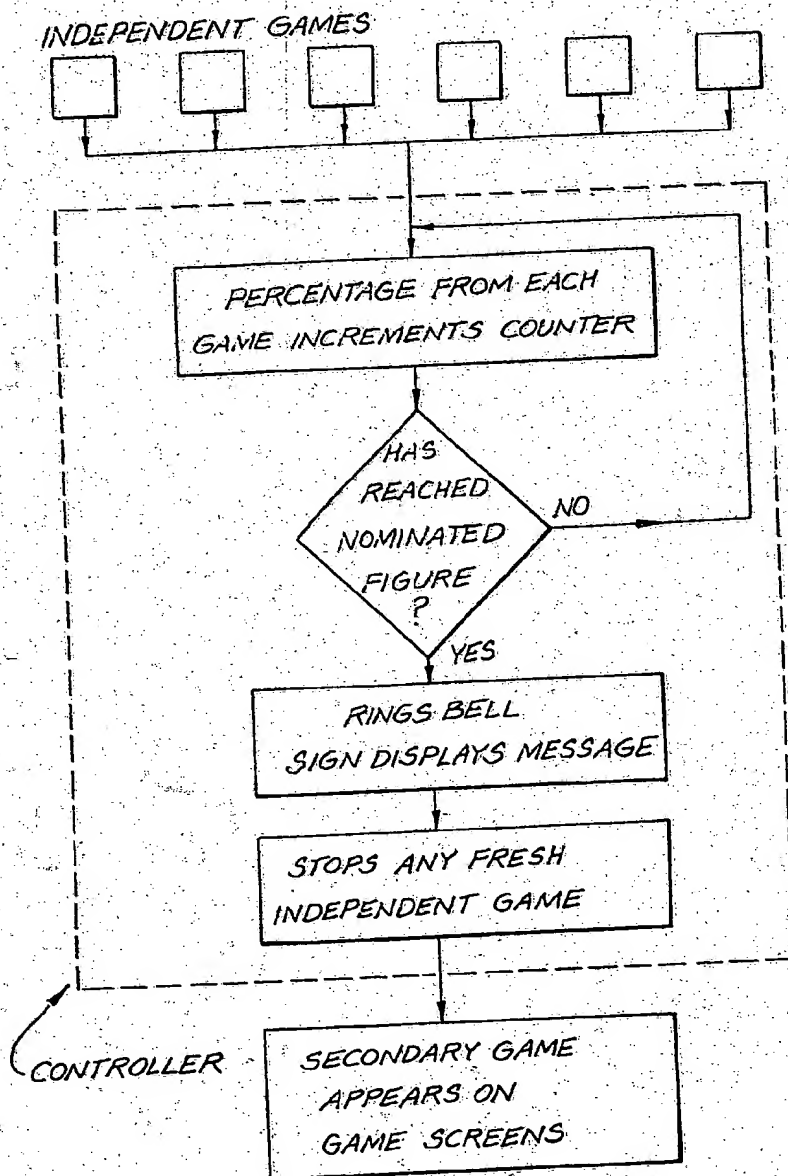 INDEPENDENT GAMES
PERCENTAGE FROM EACH
GAME INCREMENTS COUNTER
HAS
REACHED
NOMINATED
FIGURE
?
NO
YES
RINGS BELL
SIGN DISPLAYS MESSAGE
STOPS ANY FRESH
INDEPENDENT GAME
CONTROLLER
SECONDARY GAME
APPEARS ON
GAME SCREENS